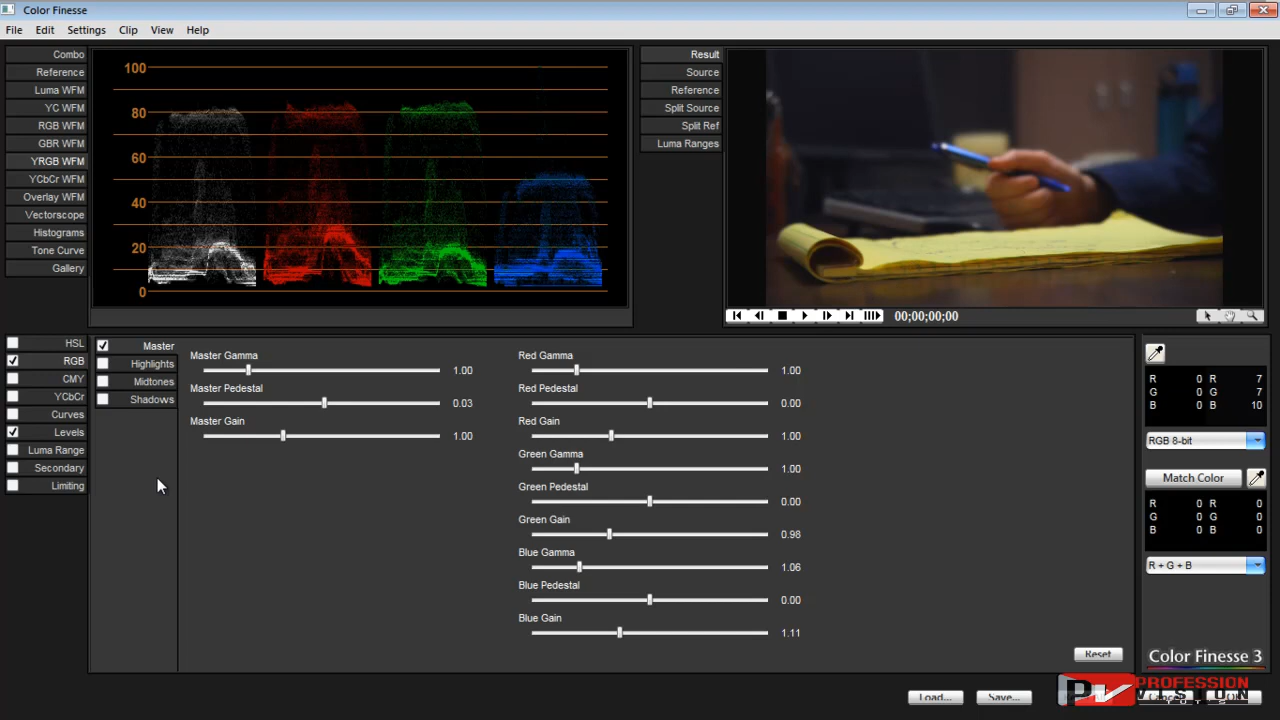 Color Finesse
File Edit Settings Clip View Help
Combo
Reference
Luma WFM
YC WFM
RGB WFM
GBR WFM
YRGB WFM
YCbCr WFM
Overlay WFM
Vectorscope
Histograms
Tone Curve
Gallery
100
80
60
40
20
0
Result
Source
Reference
Split Source
Split Ref
Luma Ranges
00;00;00;00
HSL
RGB
CMY
YCbCr
Curves
Levels
Luma Range
Secondary
Limiting
Master
Highlights
Midtones
Shadows
Master Gamma
1.00
Master Pedestal
0.03
Master Gain
1.00
Red Gamma
1.00
Red Pedestal
0.00
Red Gain
1.00
Green Gamma
1.00
Green Pedestal
0.00
Green Gain
0.98
Blue Gamma
1.06
Blue Pedestal
0.00
Blue Gain
1.11
Reset
R 0 R 7
G 0 G 7
B 0 B 10
RGB 8-bit
Match Color
R 0 R 0
G 0 G 0
B 0 B 0
R + G + B
Color Finesse 3
Load... Save...
PROFESSION
VISION